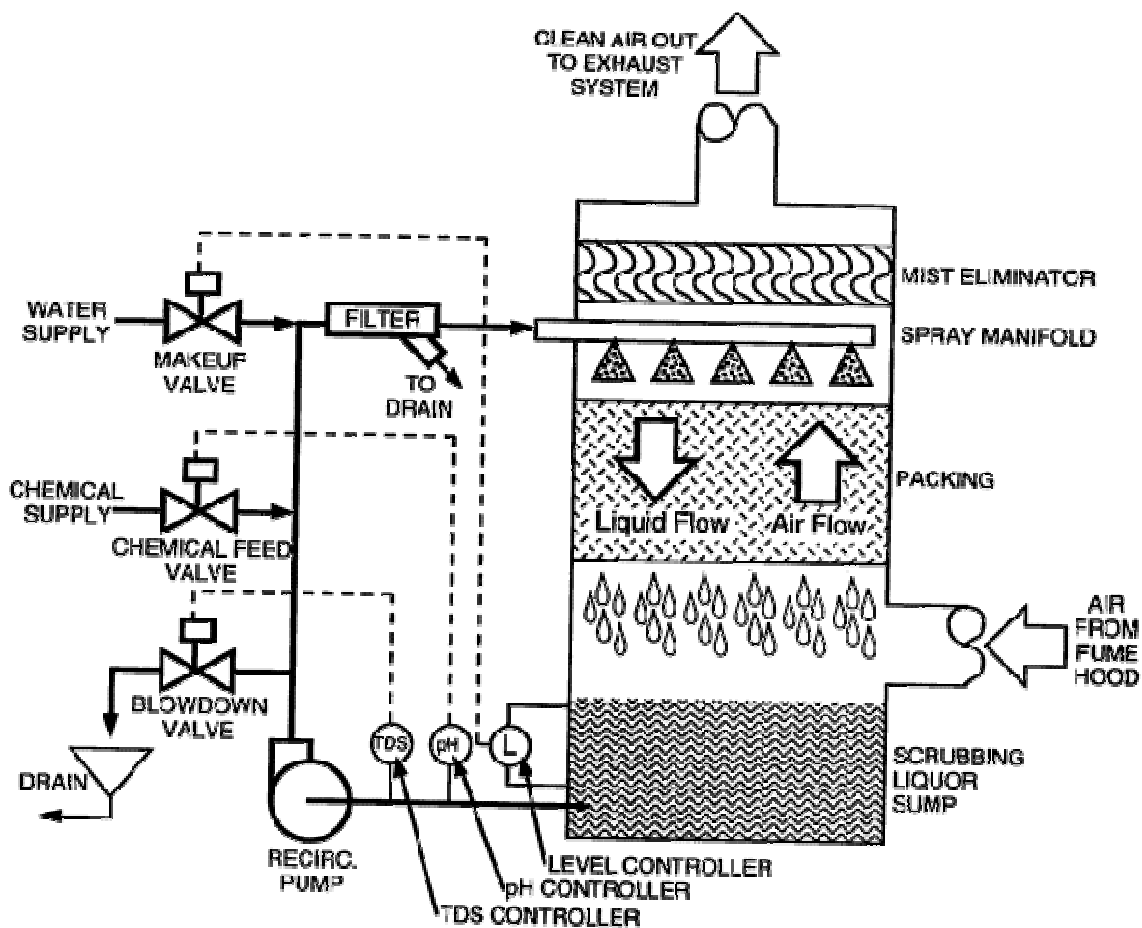 CLEAN AIR OUT
TO EXHAUST
SYSTEM
MIST ELIMINATOR
WATER
SUPPLY
FILTER
SPRAY MANIFOLD
MAKEUF
VALVE
TO
DRAIN
CHEMICAL
SUPPLY
PACKING
Liquid Flow
Air Flow
CHEMICAL FEED
VALVE
AIR
FROM
FUME
HOOD
BLOWDOWN
VALVE
TDS
pH
L
DRAIN
SCRUBBING
LIQUOR
SUMP
RECIRC.
PUMP
LEVEL CONTROLLER
pH CONTROLLER
TDS CONTROLLER